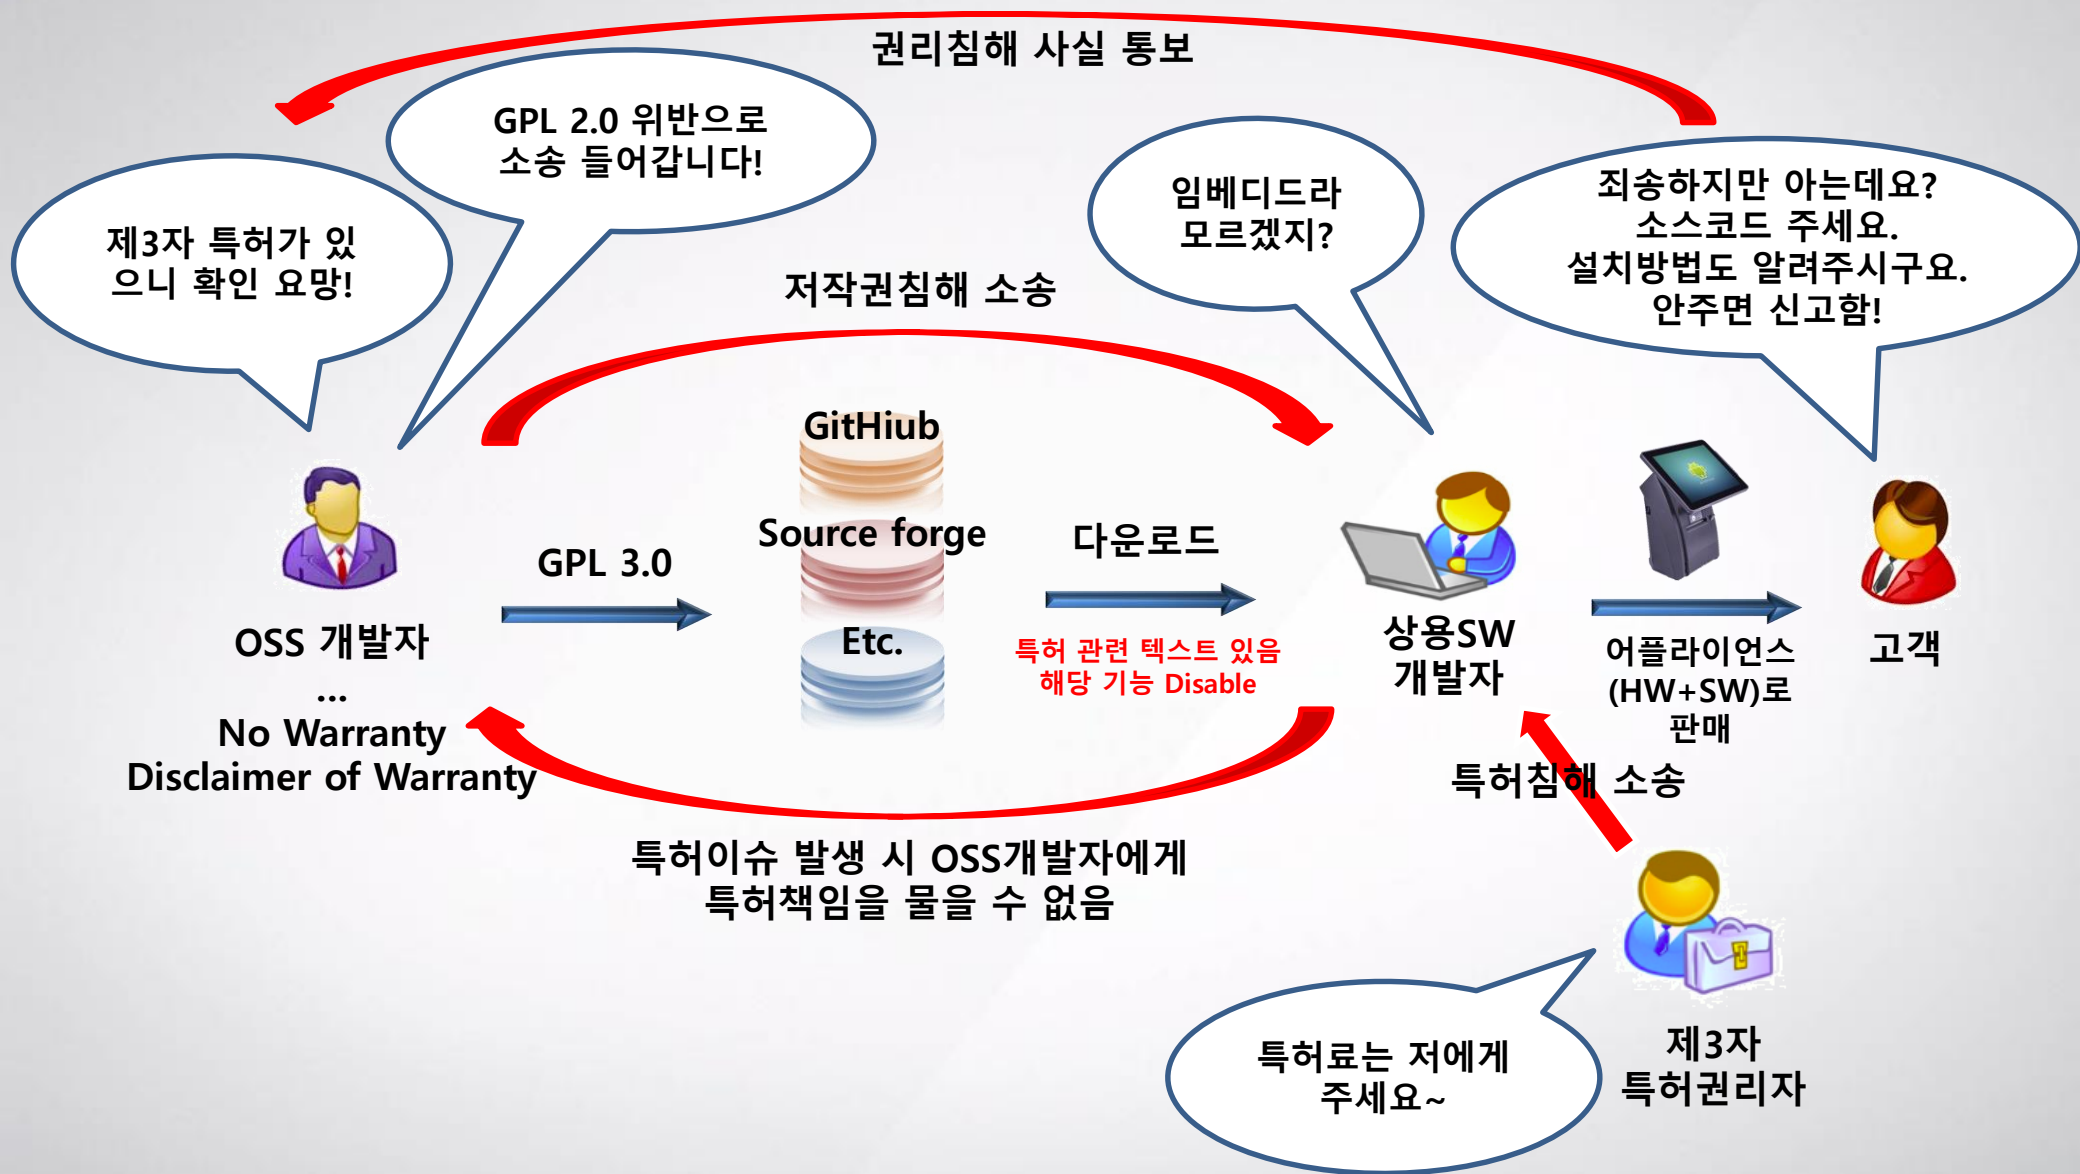 권리침해 사실 통보
GPL 2.0 위반으로
소송 들어갑니다!
제3자 특허가 있
으니 확인 요망!
임베디드라
모르겠지?
죄송하지만 아는데요?
소스코드 주세요.
설치방법도 알려주시구요.
안주면 신고함!
저작권침해 소송
GitHiub
Source forge
Etc.
GPL 3.0
다운로드
특허 관련 텍스트 있음
해당 기능 Disable
OSS 개발자
...
No Warranty
Disclaimer of Warranty
상용SW
개발자
어플라이언스
(HW+SW)로
판매
고객
특허침해 소송
특허이슈 발생 시 OSS개발자에게
특허책임을 물을 수 없음
특허료는 저에게
주세요~
제3자
특허권리자